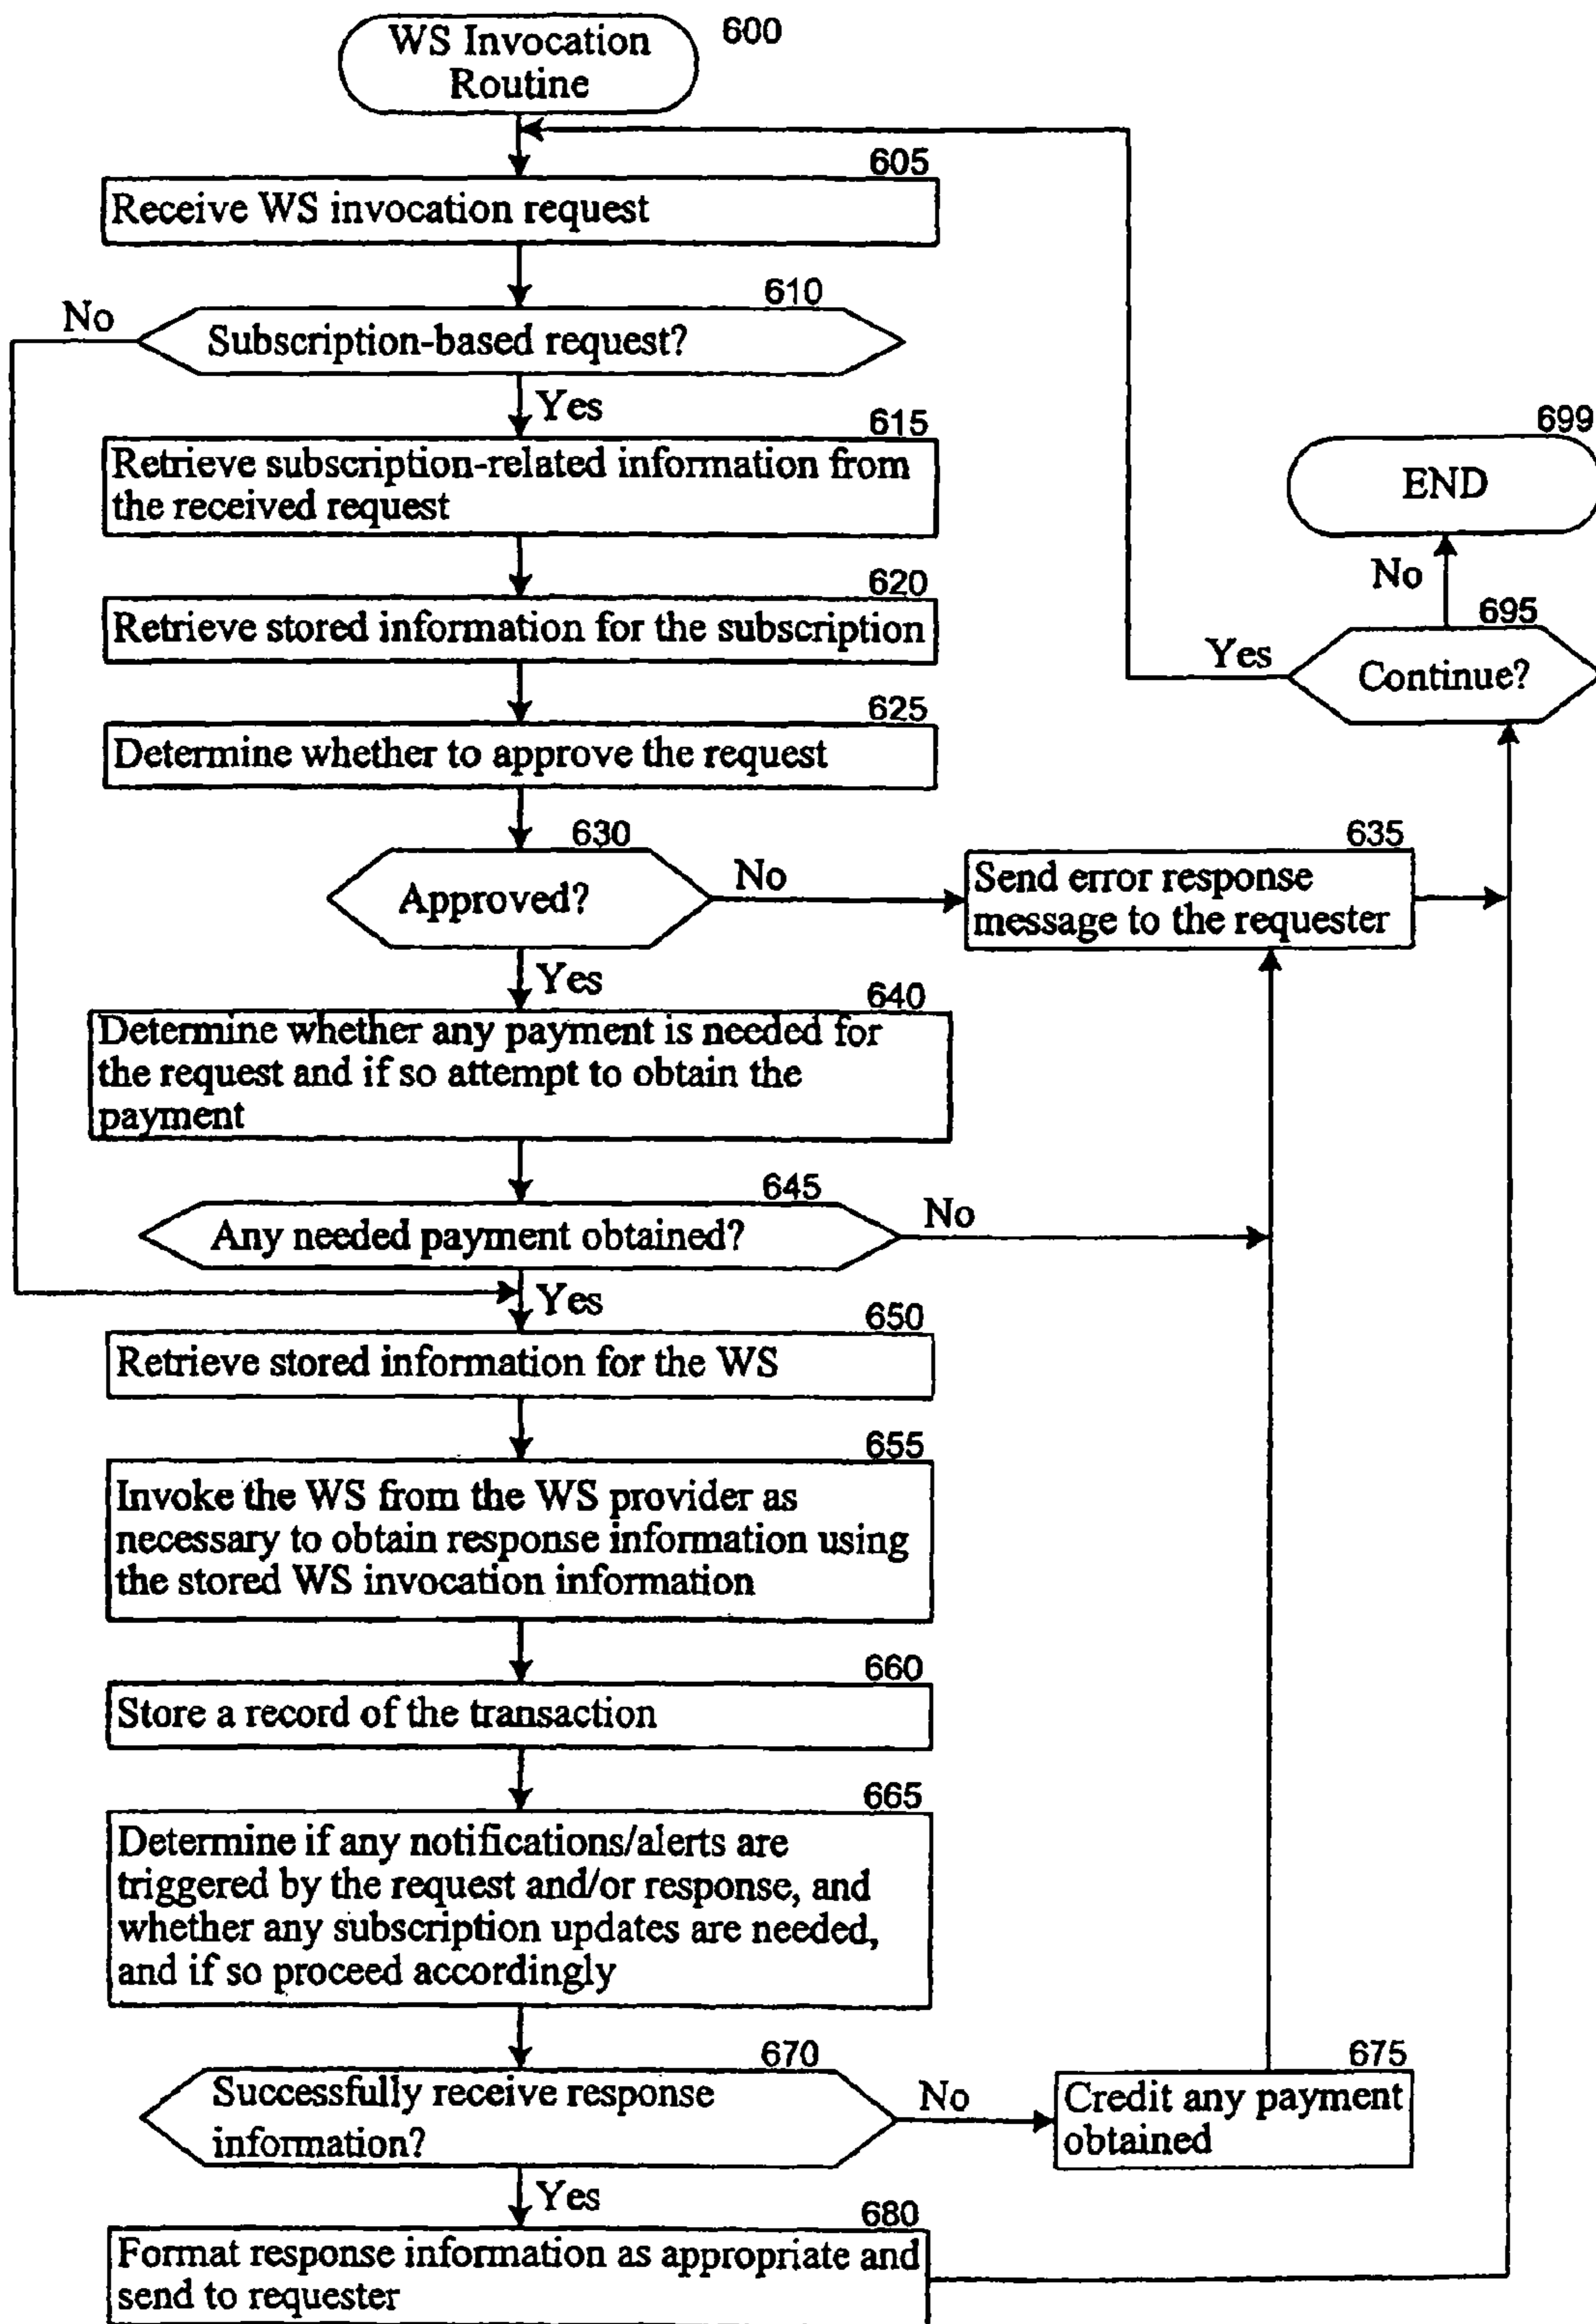 WS Invocation
Routine
600
605
Receive WS invocation request
610
No
Subscription-based request?
Yes
615
Retrieve subscription-related information from
the received request
699
END
No
620
Retrieve stored information for the subscription
695
Yes
Continue?
625
Determine whether to approve the request
630
Approved?
No
635
Send error response
message to the requester
Yes
640
Determine whether any payment is needed for
the request and if so attempt to obtain the
payment
645
Any needed payment obtained?
No
Yes
650
Retrieve stored information for the WS
655
Invoke the WS from the WS provider as
necessary to obtain response information using
the stored WS invocation information
660
Store a record of the transaction
665
Determine if any notifications/alerts are
triggered by the request and/or response, and
whether any subscription updates are needed,
and if so proceed accordingly
670
Successfully receive response
information?
No
675
Credit any payment
obtained
Yes
680
Format response information as appropriate and
send to requester